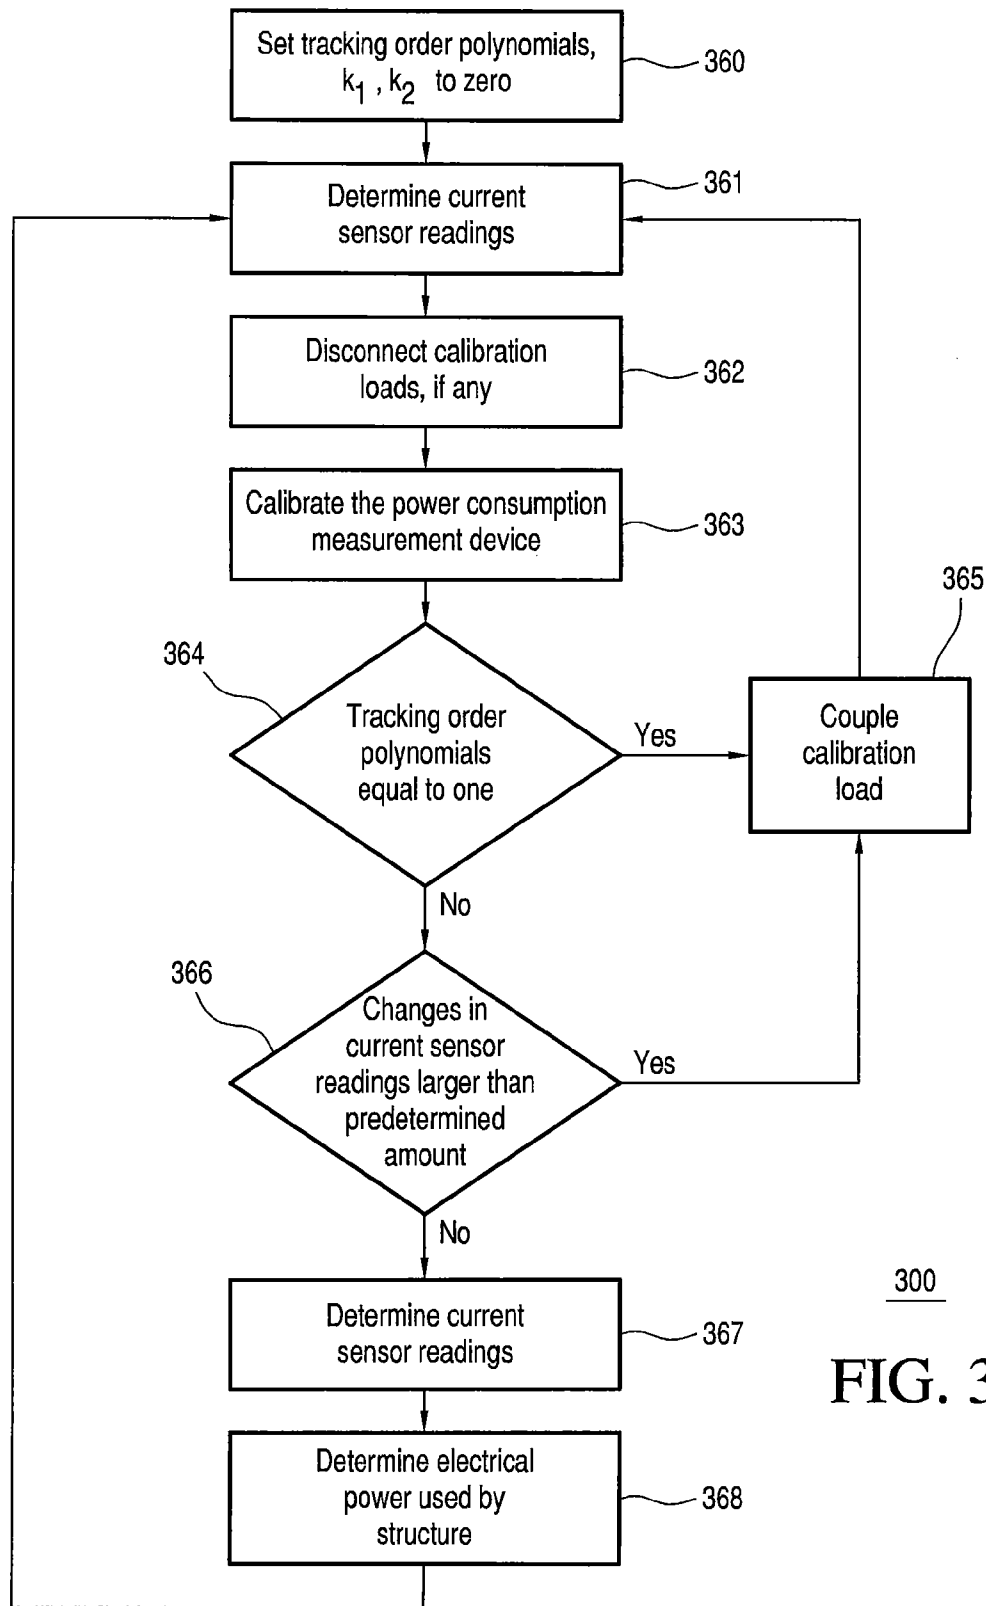 Set tracking order polynomials,
k₁ , k₂ to zero
360
Determine current
sensor readings
361
Disconnect calibration
loads, if any
362
Calibrate the power consumption
measurement device
363
364
Tracking order
polynomials
equal to one
Yes
365
Couple
calibration
load
No
366
Changes in
current sensor
readings larger than
predetermined
amount
Yes
No
Determine current
sensor readings
367
Determine electrical
power used by
structure
368
300
FIG. 3